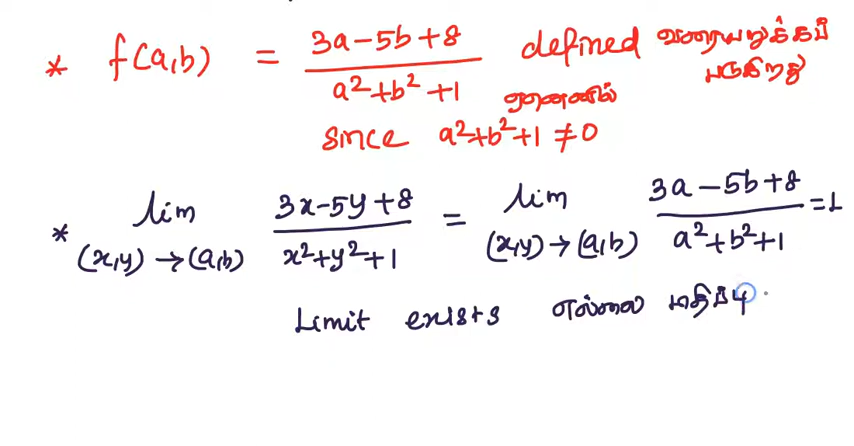 * f(a,b) = (3a-5b+8)/(a²+b²+1) defined வரையறுக்கப்
படுகிறது
ஏனெனில்
since a²+b²+1 ≠ 0
* lim (x,y)→(a,b) (3x-5y+8)/(x²+y²+1) = lim (x,y)→(a,b) (3a-5b+8)/(a²+b²+1) = L
Limit exists எல்லை மதிப்பு